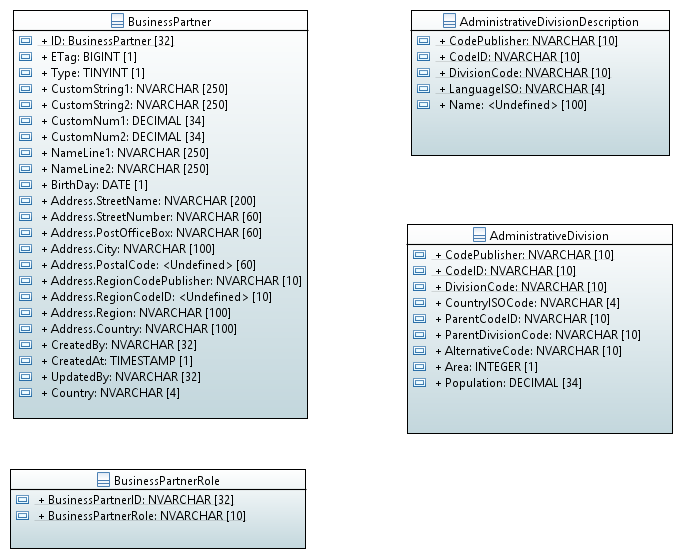 BusinessPartner
+ ID: BusinessPartner [32]
+ ETag: BIGINT [1]
+ Type: TINYINT [1]
+ CustomString1: NVARCHAR [250]
+ CustomString2: NVARCHAR [250]
+ CustomNum1: DECIMAL [34]
+ CustomNum2: DECIMAL [34]
+ NameLine1: NVARCHAR [250]
+ NameLine2: NVARCHAR [250]
+ BirthDay: DATE [1]
+ Address.StreetName: NVARCHAR [200]
+ Address.StreetNumber: NVARCHAR [60]
+ Address.PostOfficeBox: NVARCHAR [60]
+ Address.City: NVARCHAR [100]
+ Address.PostalCode: <Undefined> [60]
+ Address.RegionCodePublisher: NVARCHAR [10]
+ Address.RegionCodeID: <Undefined> [10]
+ Address.Region: NVARCHAR [100]
+ Address.Country: NVARCHAR [100]
+ CreatedBy: NVARCHAR [32]
+ CreatedAt: TIMESTAMP [1]
+ UpdatedBy: NVARCHAR [32]
+ Country: NVARCHAR [4]
AdministrativeDivisionDescription
+ CodePublisher: NVARCHAR [10]
+ CodeID: NVARCHAR [10]
+ DivisionCode: NVARCHAR [10]
+ LanguageISO: NVARCHAR [4]
+ Name: <Undefined> [100]
AdministrativeDivision
+ CodePublisher: NVARCHAR [10]
+ CodeID: NVARCHAR [10]
+ DivisionCode: NVARCHAR [10]
+ CountryISOCode: NVARCHAR [4]
+ ParentCodeID: NVARCHAR [10]
+ ParentDivisionCode: NVARCHAR [10]
+ AlternativeCode: NVARCHAR [10]
+ Area: INTEGER [1]
+ Population: DECIMAL [34]
BusinessPartnerRole
+ BusinessPartnerID: NVARCHAR [32]
+ BusinessPartnerRole: NVARCHAR [10]